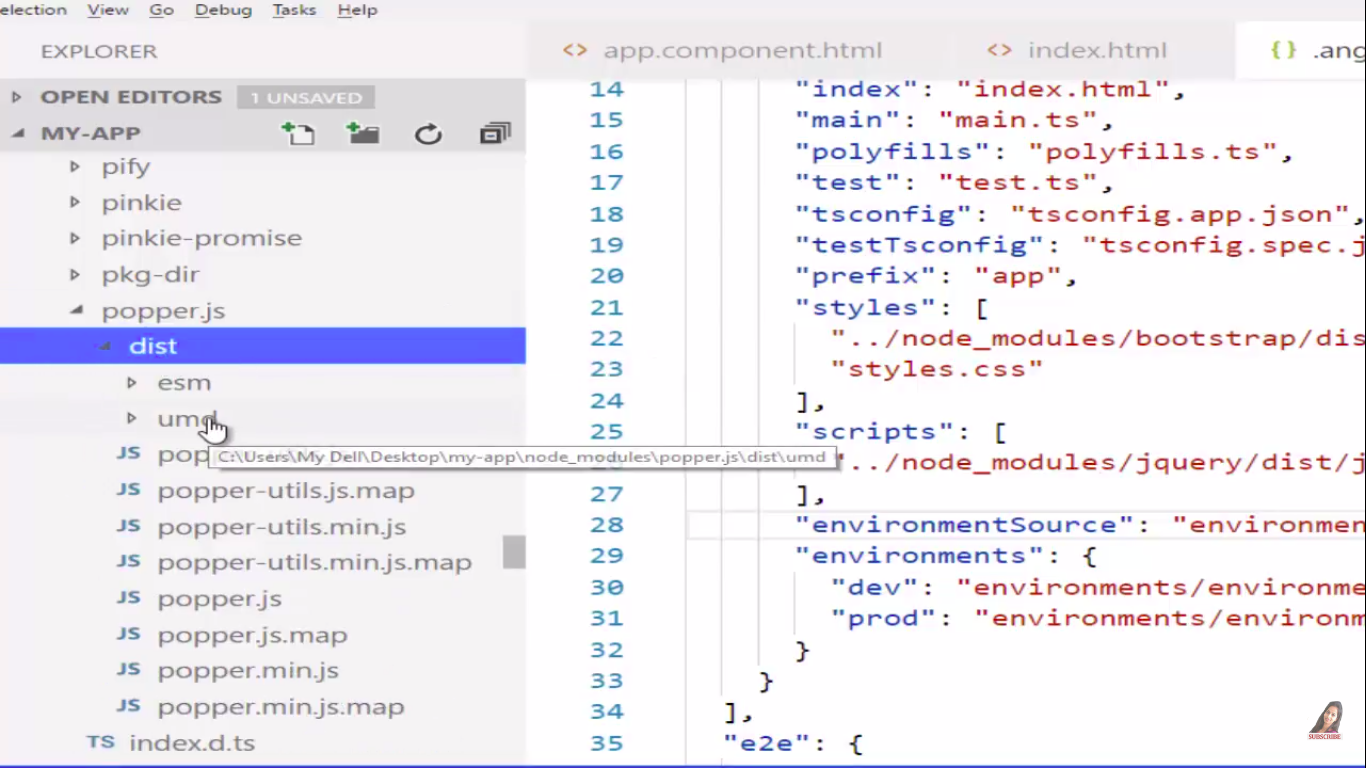 election View Go Debug Tasks Help
EXPLORER
OPEN EDITORS 1 UNSAVED
MY-APP
pify
pinkie
pinkie-promise
pkg-dir
popper.js
dist
esm
umd
C:\Users\My Dell\Desktop\my-app\node_modules\popper.js\dist\umd
JS pop
JS popper-utils.js.map
JS popper-utils.min.js
JS popper-utils.min.js.map
JS popper.js
JS popper.js.map
JS popper.min.js
JS popper.min.js.map
TS index.d.ts
<> app.component.html <> index.html {} .ang
14 "index": "index.html",
15 "main": "main.ts",
16 "polyfills": "polyfills.ts",
17 "test": "test.ts",
18 "tsconfig": "tsconfig.app.json",
19 "testTsconfig": "tsconfig.spec.j
20 "prefix": "app",
21 "styles": [
22 "../node_modules/bootstrap/dis
23 "styles.css"
24 ],
25 "scripts": [
"../node_modules/jquery/dist/j
27 ],
28 "environmentSource": "environmen
29 "environments": {
30 "dev": "environments/environme
31 "prod": "environments/environm
32 }
33 }
34 ],
35 "e2e": {
SUBSCRIBE